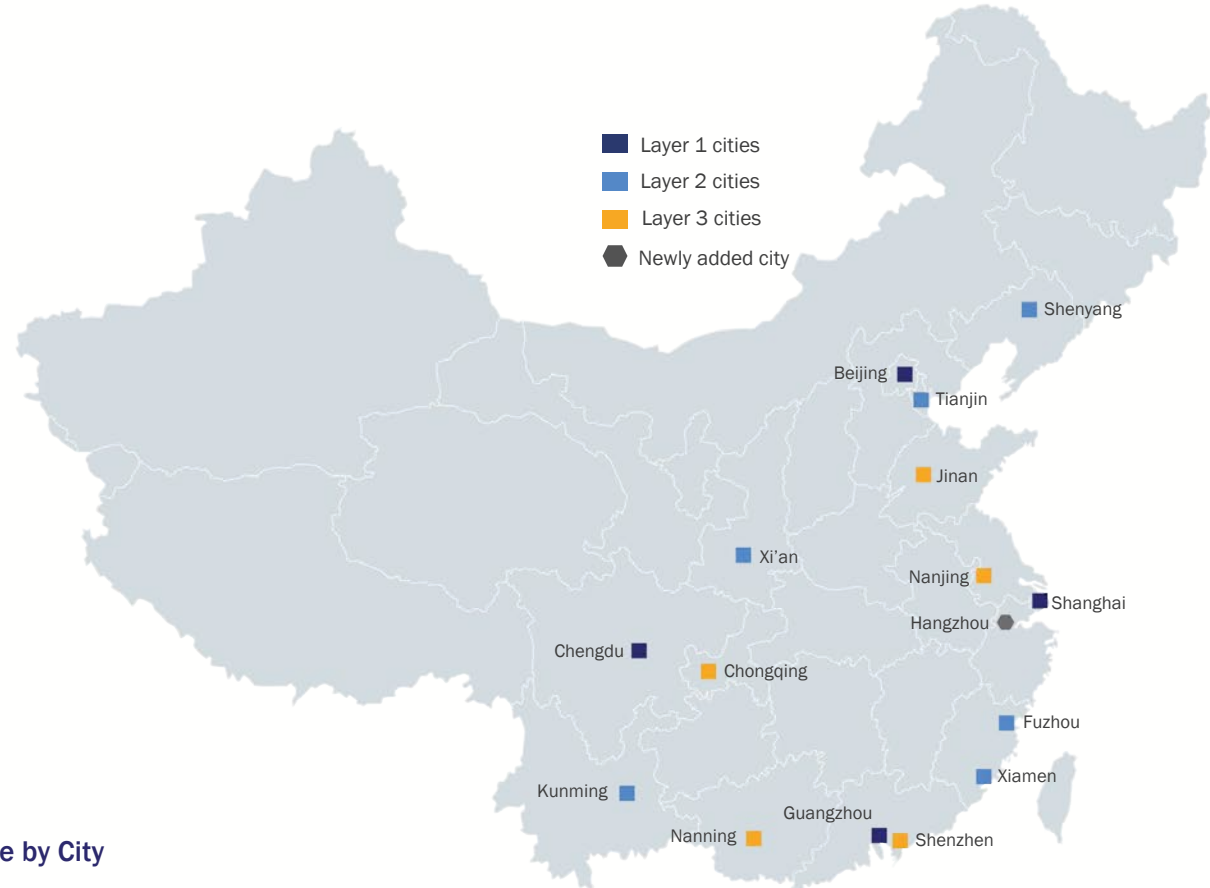 Layer 1 cities
Layer 2 cities
Layer 3 cities
Newly added city
Shenyang
Beijing
Tianjin
Jinan
Xi’an
Nanjing
Shanghai
Hangzhou
Chengdu
Chongqing
Fuzhou
Xiamen
Kunming
Guangzhou
Nanning
Shenzhen
e by City